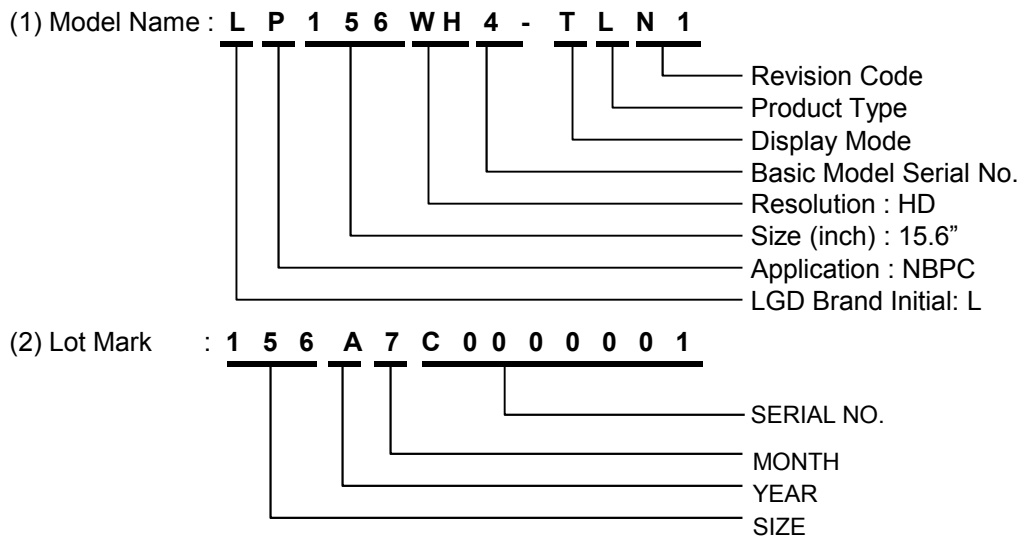 (1) Model Name : L P 1 5 6 W H 4 - T L N 1
Revision Code
Product Type
Display Mode
Basic Model Serial No.
Resolution : HD
Size (inch) : 15.6”
Application : NBPC
LGD Brand Initial: L
(2) Lot Mark : 1 5 6 A 7 C 0 0 0 0 0 0 1
SERIAL NO.
MONTH
YEAR
SIZE